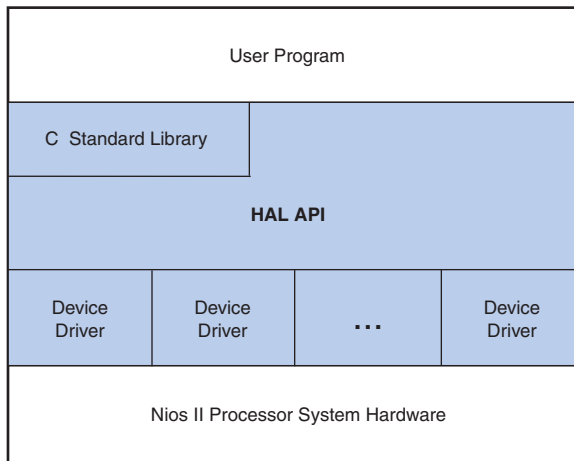 User Program
C Standard Library
HAL API
Device
Driver
Device
Driver
...
Device
Driver
Nios II Processor System Hardware